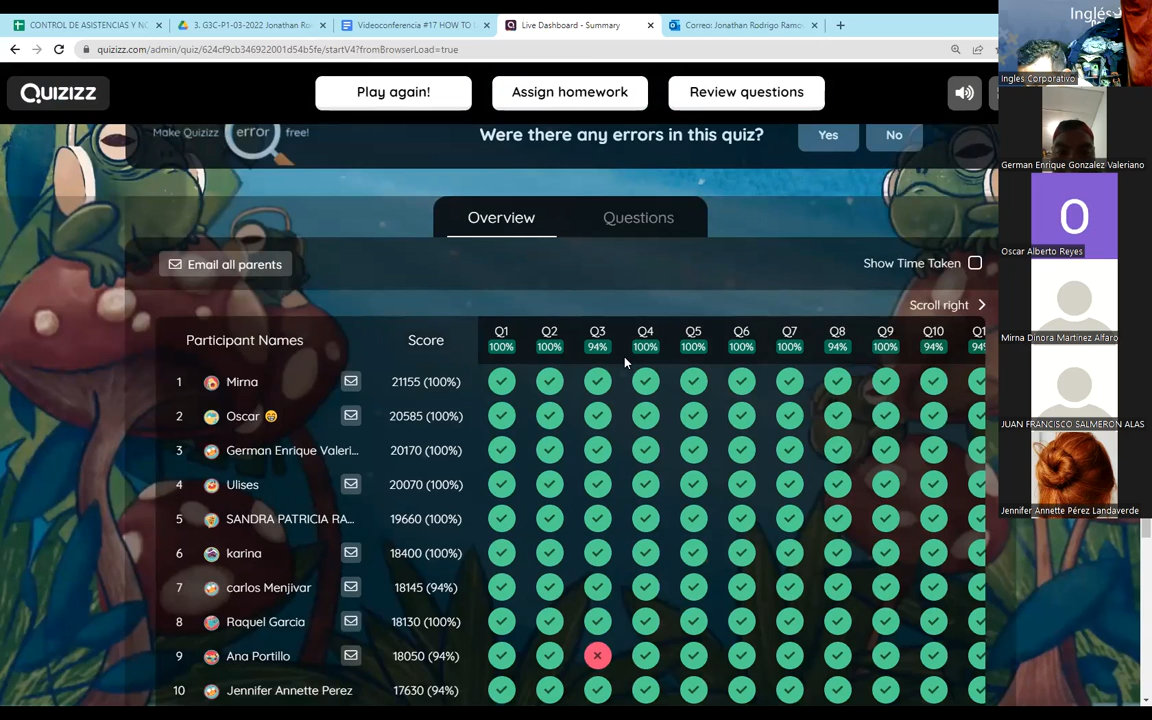 CONTROL DE ASISTENCIAS Y NO
3. G3C-P1-03-2022 Jonathan Ro
Videoconferencia #17 HOW TO
Live Dashboard - Summary
Correo: Jonathan Rodrigo Ramo
quizizz.com/admin/quiz/624cf9cb346922001d54b5fe/startV4?fromBrowserLoad=true
Inglés
QUIZIZZ
Play again!
Assign homework
Review questions
Ingles Corporativo
Make Quizizz error free!
Were there any errors in this quiz?
Yes
No
German Enrique Gonzalez Valeriano
Overview
Questions
O
Oscar Alberto Reyes
Email all parents
Show Time Taken
Scroll right
Participant Names
Score
Q1 Q2 Q3 Q4 Q5 Q6 Q7 Q8 Q9 Q10 Q1
100% 100% 94% 100% 100% 100% 100% 94% 100% 94% 94%
Mirna Dinora Martinez Alfaro
1 Mirna 21155 (100%)
2 Oscar 😁 20585 (100%)
JUAN FRANCISCO SALMERON ALAS
3 German Enrique Valeri... 20170 (100%)
4 Ulises 20070 (100%)
Jennifer Annette Pérez Landaverde
5 SANDRA PATRICIA RA... 19660 (100%)
6 karina 18400 (100%)
7 carlos Menjivar 18145 (94%)
8 Raquel Garcia 18130 (100%)
9 Ana Portillo 18050 (94%)
10 Jennifer Annette Perez 17630 (94%)